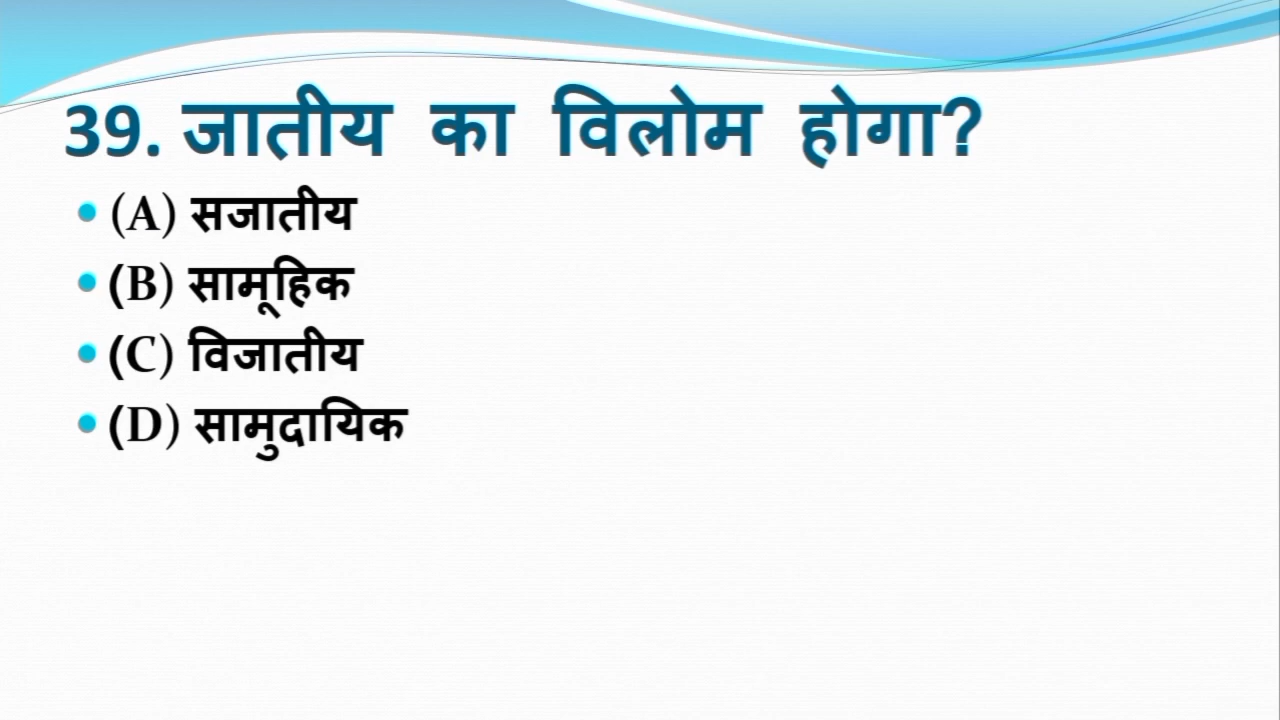 39. जातीय का विलोम होगा?
• (A) सजातीय
• (B) सामूहिक
• (C) विजातीय
• (D) सामुदायिक